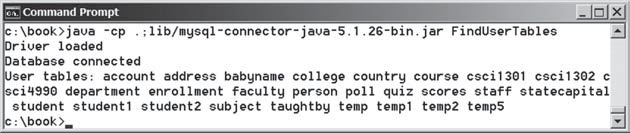 Command Prompt
c:\book>java -cp .;lib/mysql-connector-java-5.1.26-bin.jar FindUserTables
Driver loaded
Database connected
User tables: account address babyname college country course csci1301 csci1302 c
sci4990 department enrollment faculty person poll quiz scores staff statecapital
student student1 student2 subject taughtby temp temp1 temp2 temp5
c:\book>_